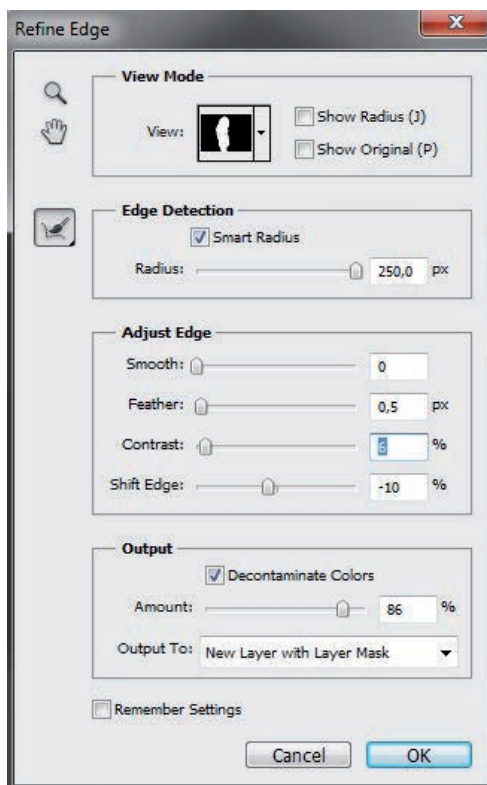 Refine Edge
View Mode
View:
Show Radius (J)
Show Original (P)
Edge Detection
Smart Radius
Radius: 250,0 px
Adjust Edge
Smooth: 0
Feather: 0,5 px
Contrast: 6 %
Shift Edge: -10 %
Output
Decontaminate Colors
Amount: 86 %
Output To: New Layer with Layer Mask
Remember Settings
Cancel OK